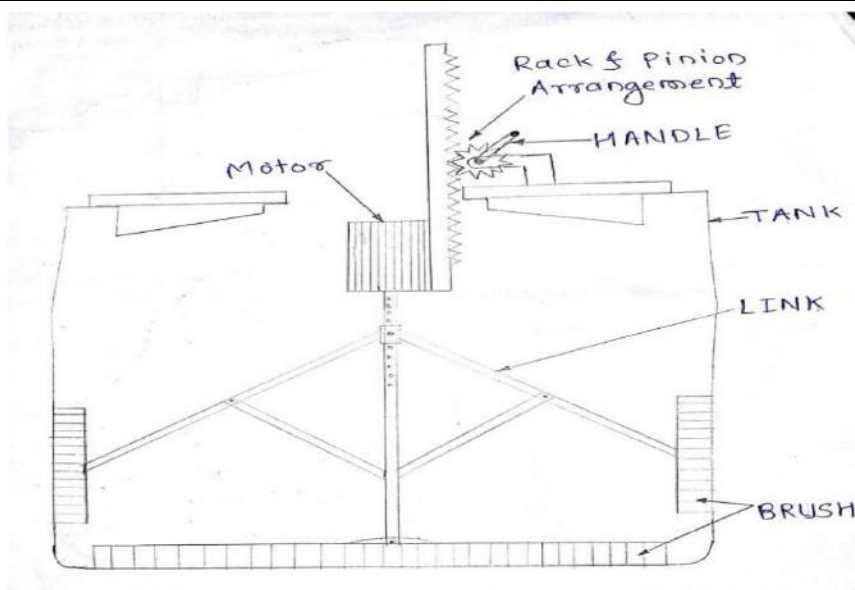 Rack & Pinion
Arrangement
HANDLE
Motor
TANK
LINK
BRUSH